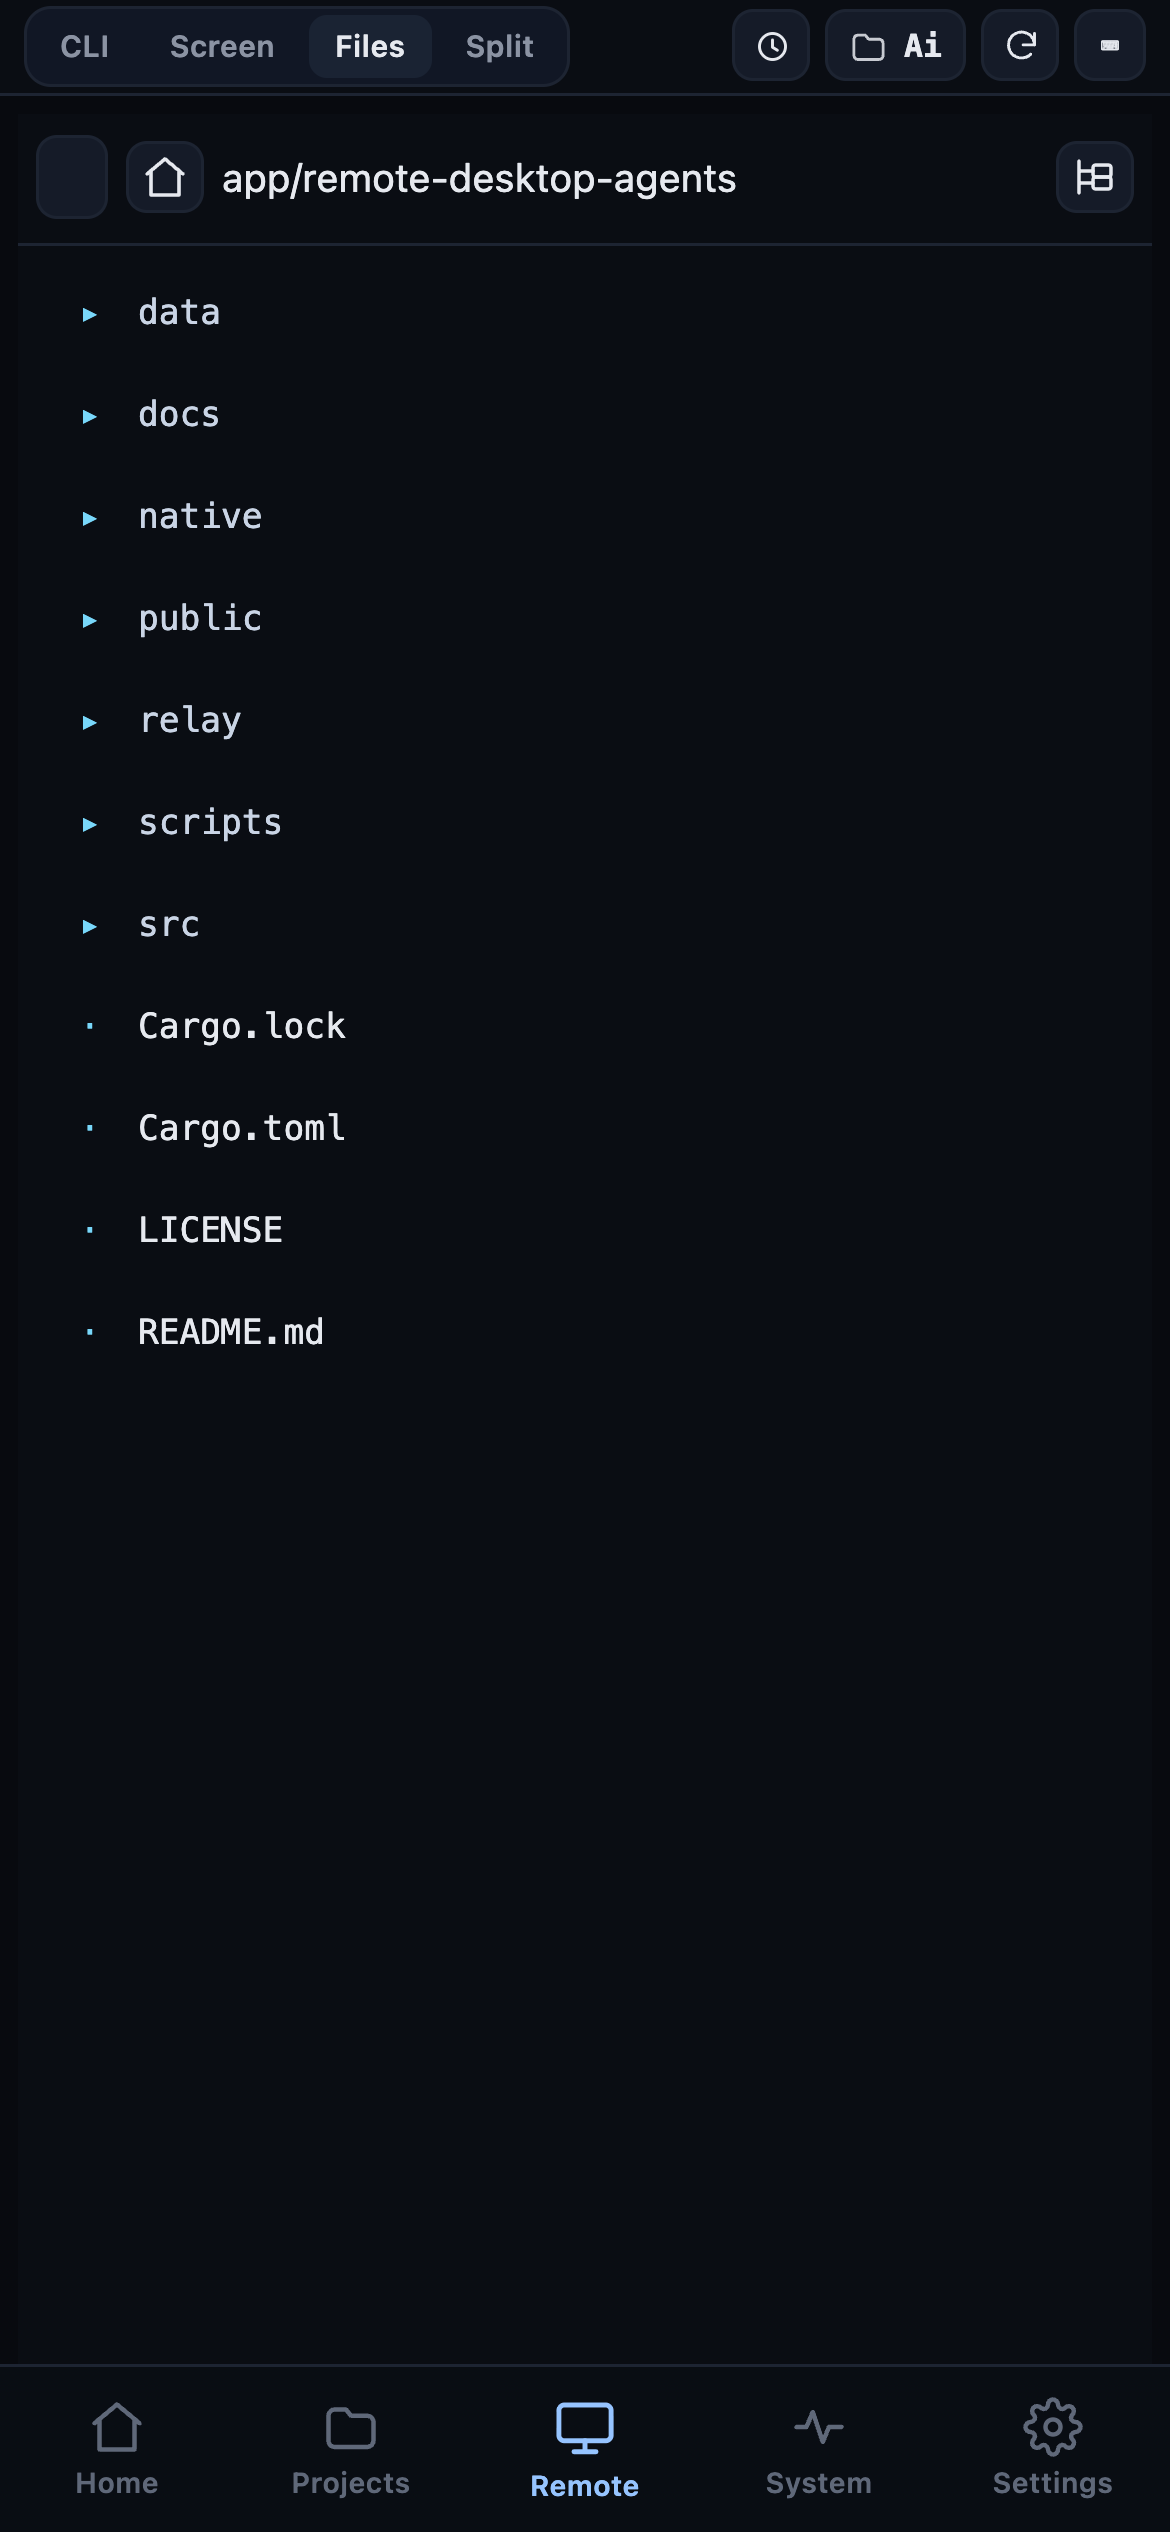 CLI Screen Files Split Ai
app/remote-desktop-agents
data
docs
native
public
relay
scripts
src
Cargo.lock
Cargo.toml
LICENSE
README.md
Home Projects Remote System Settings